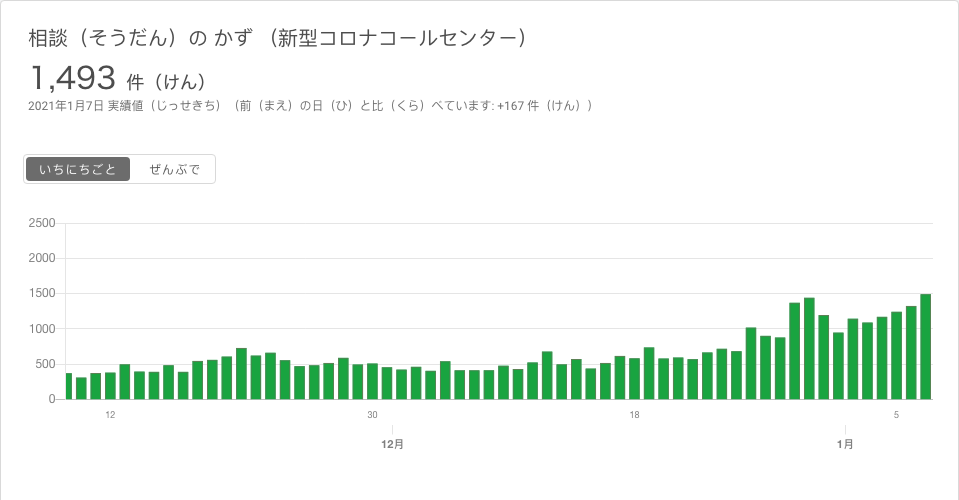 相談（そうだん）の かず （新型コロナコールセンター）
1,493 件（けん）
2021年1月7日 実績値（じっせきち）（前（まえ）の日（ひ）と比（くら）べています: +167 件（けん））
いちにちごと ぜんぶで
2500
2000
1500
1000
500
0
12 30 18 5
12月 1月